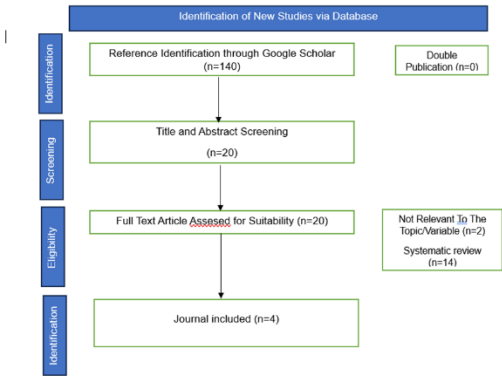 Identification of New Studies via Database
Identification
Reference Identification through Google Scholar
(n=140)
Double
Publication (n=0)
Screening
Title and Abstract Screening
(n=20)
Eligibility
Full Text Article Assesed for Suitability (n=20)
Not Relevant To The
Topic/Variable (n=2)
Systematic review
(n=14)
Identification
Journal included (n=4)